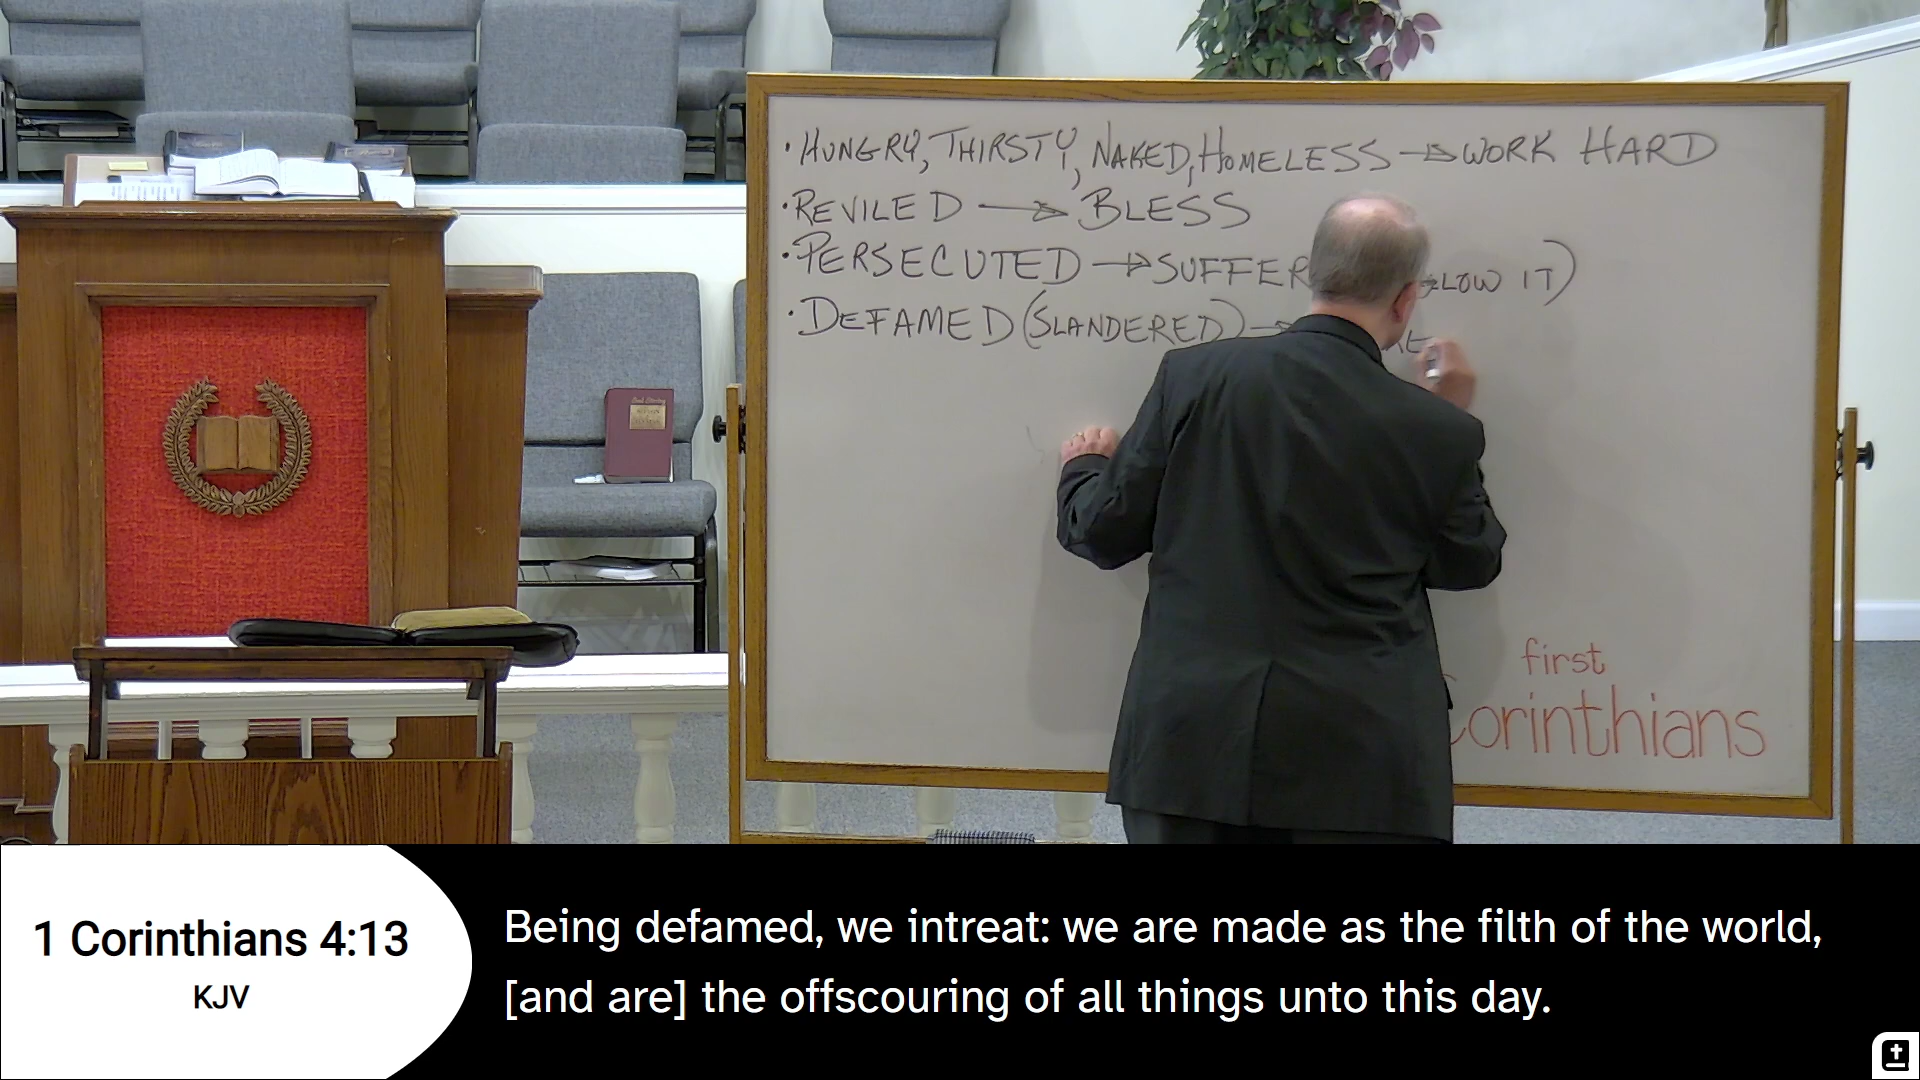 • HUNGRY, THIRSTY, NAKED, HOMELESS → WORK HARD
• REVILED → BLESS
• PERSECUTED → SUFFER LOW IT)
• DEFAMED (SLANDERED) →
first
Corinthians
1 Corinthians 4:13
KJV
Being defamed, we intreat: we are made as the filth of the world,
[and are] the offscouring of all things unto this day.